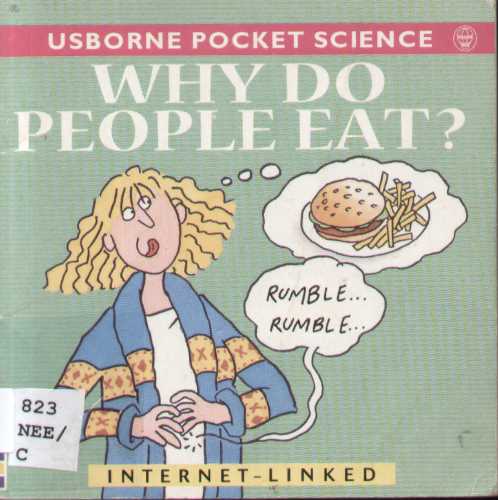 USBORNE POCKET SCIENCE
WHY DO
PEOPLE EAT?
RUMBLE...
RUMBLE...
823
NEE/
C
INTERNET-LINKED